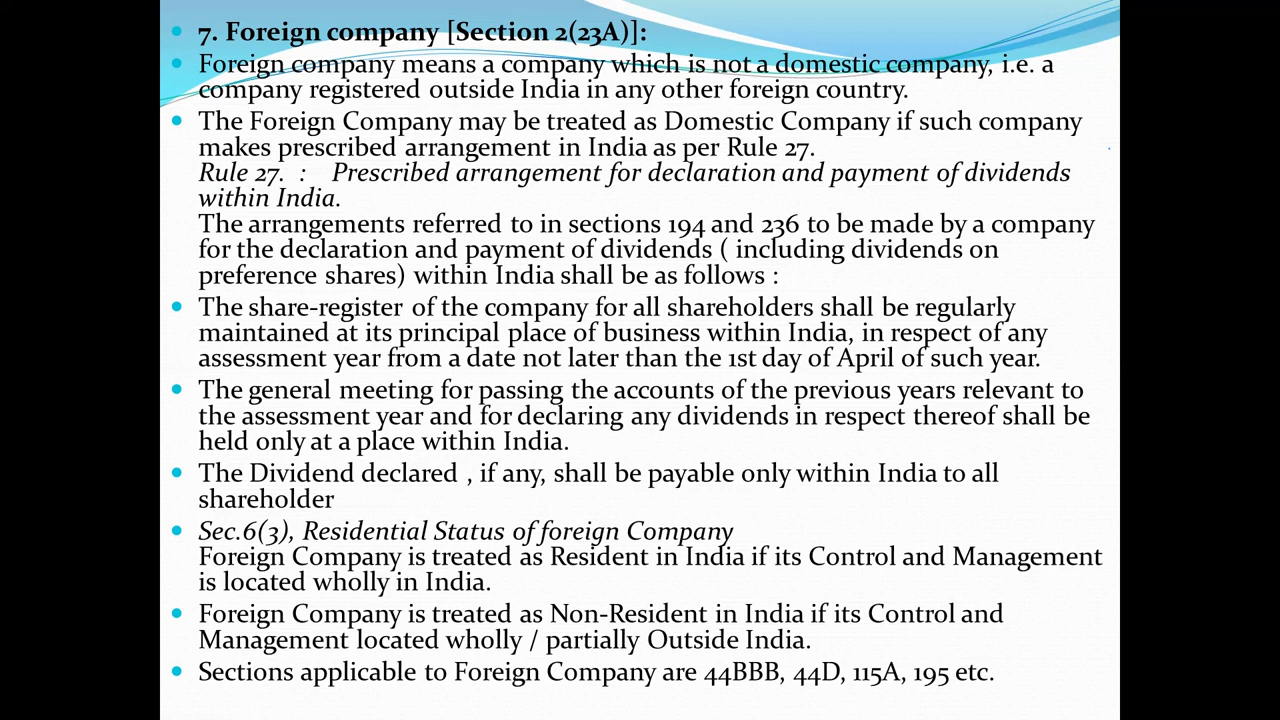 7. Foreign company [Section 2(23A)]:
Foreign company means a company which is not a domestic company, i.e. a
company registered outside India in any other foreign country.
The Foreign Company may be treated as Domestic Company if such company
makes prescribed arrangement in India as per Rule 27.
Rule 27. : Prescribed arrangement for declaration and payment of dividends
within India.
The arrangements referred to in sections 194 and 236 to be made by a company
for the declaration and payment of dividends ( including dividends on
preference shares) within India shall be as follows :
The share-register of the company for all shareholders shall be regularly
maintained at its principal place of business within India, in respect of any
assessment year from a date not later than the 1st day of April of such year.
The general meeting for passing the accounts of the previous years relevant to
the assessment year and for declaring any dividends in respect thereof shall be
held only at a place within India.
The Dividend declared , if any, shall be payable only within India to all
shareholder
Sec.6(3), Residential Status of foreign Company
Foreign Company is treated as Resident in India if its Control and Management
is located wholly in India.
Foreign Company is treated as Non-Resident in India if its Control and
Management located wholly / partially Outside India.
Sections applicable to Foreign Company are 44BBB, 44D, 115A, 195 etc.